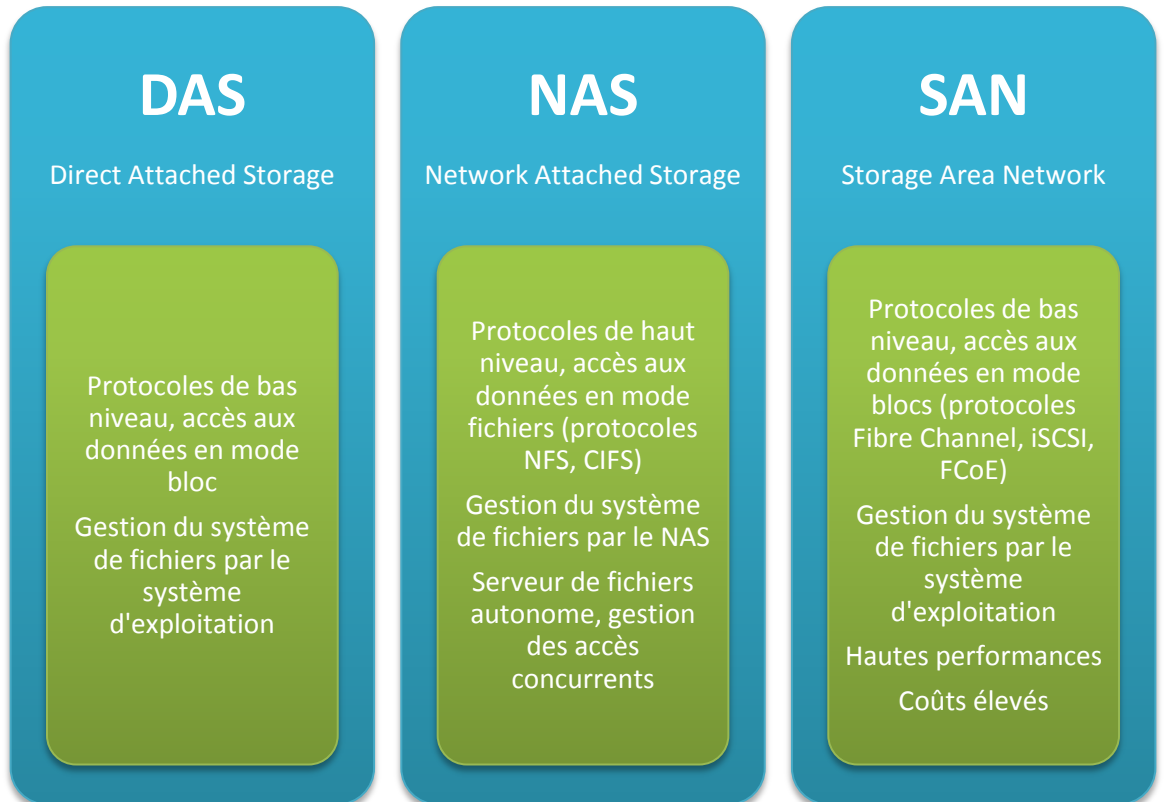 DAS
Direct Attached Storage
Protocoles de bas
niveau, accès aux
données en mode
bloc
Gestion du système
de fichiers par le
système
d'exploitation
NAS
Network Attached Storage
Protocoles de haut
niveau, accès aux
données en mode
fichiers (protocoles
NFS, CIFS)
Gestion du système
de fichiers par le NAS
Serveur de fichiers
autonome, gestion
des accès
concurrents
SAN
Storage Area Network
Protocoles de bas
niveau, accès aux
données en mode
blocs (protocoles
Fibre Channel, iSCSI,
FCoE)
Gestion du système
de fichiers par le
système
d'exploitation
Hautes performances
Coûts élevés